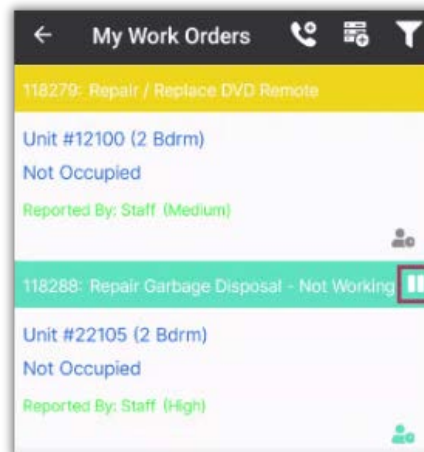 My Work Orders
118279: Repair / Replace DVD Remote
Unit #12100 (2 Bdrm)
Not Occupied
Reported By: Staff (Medium)
118288: Repair Garbage Disposal - Not Working
Unit #22105 (2 Bdrm)
Not Occupied
Reported By: Staff (High)